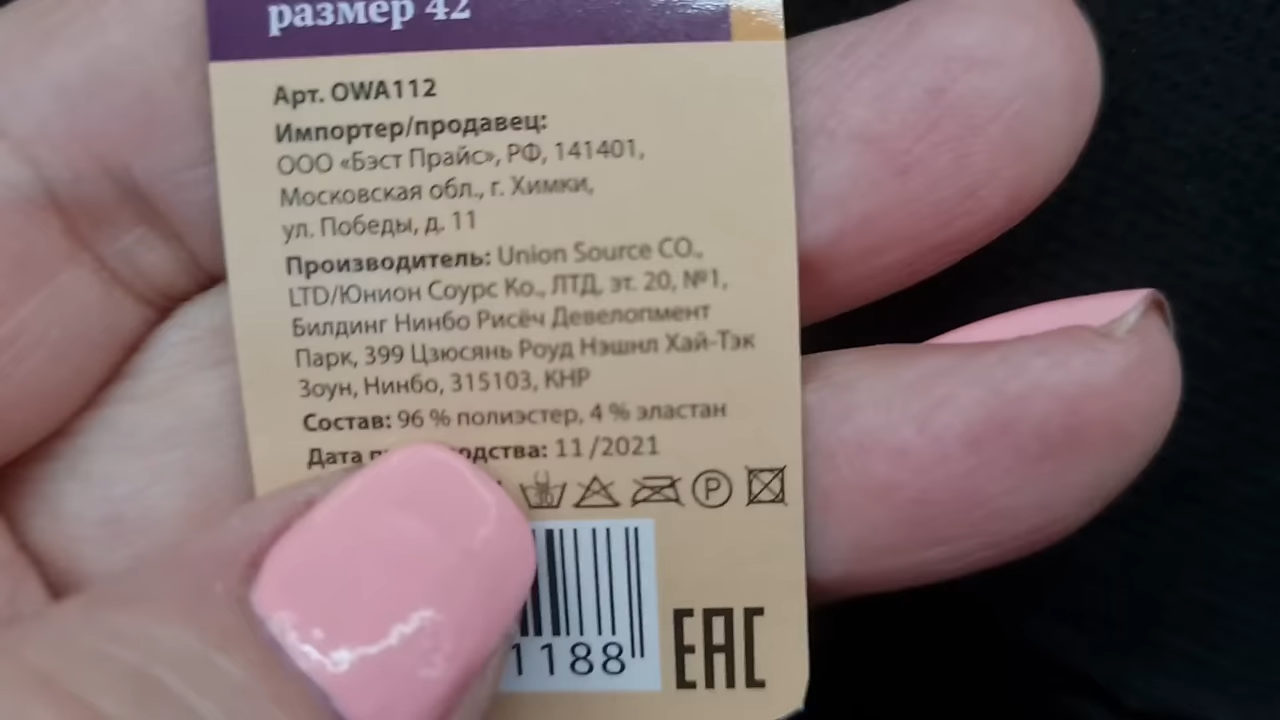 размер 42
Арт. OWA112
Импортер/продавец:
ООО «Бэст Прайс», РФ, 141401,
Московская обл., г. Химки,
ул. Победы, д. 11
Производитель: Union Source CO.,
LTD/Юнион Соурс Ко., ЛТД, эт. 20, №1,
Билдинг Нинбо Рисёч Девелопмент
Парк, 399 Цзюсянь Роуд Нэшнл Хай-Тэк
Зоун, Нинбо, 315103, КНР
Состав: 96 % полиэстер, 4 % эластан
Дата 11 /2021
P
1188
EAC